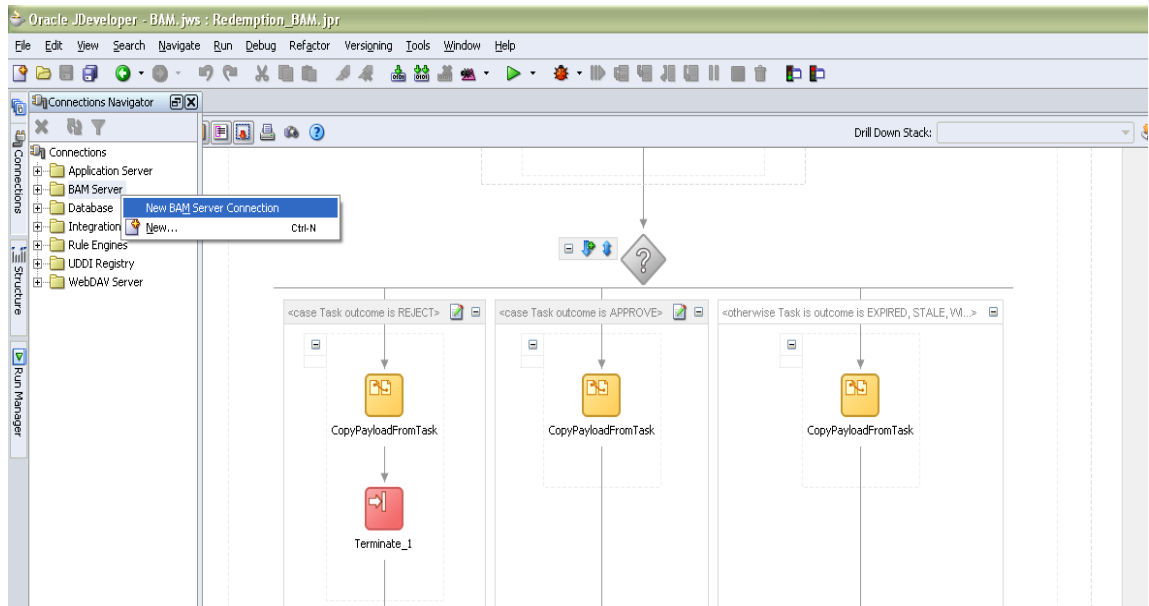 Oracle JDeveloper - BAM.jws : Redemption_BAM.jpr
File Edit View Search Navigate Run Debug Refactor Versioning Tools Window Help
Connections Navigator
Drill Down Stack:
Connections
Application Server
BAM Server
Database
Integration
Rule Engines
UDDI Registry
WebDAV Server
New BAM Server Connection
New... Ctrl-N
Connections
Structure
Run Manager
?
<case Task outcome is REJECT> <case Task outcome is APPROVE> <otherwise Task is outcome is EXPIRED, STALE, WI...>
CopyPayloadFromTask CopyPayloadFromTask CopyPayloadFromTask
Terminate_1